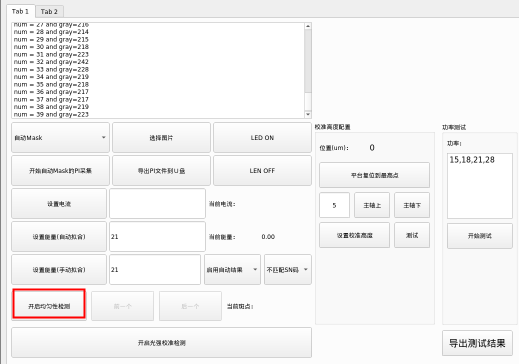 Tab 1 Tab 2
num = 27 and gray=216
num = 28 and gray=214
num = 29 and gray=215
num = 30 and gray=218
num = 31 and gray=223
num = 32 and gray=242
num = 33 and gray=228
num = 34 and gray=219
num = 35 and gray=218
num = 36 and gray=217
num = 37 and gray=217
num = 38 and gray=219
num = 39 and gray=223
自动Mask 选择图片 LED ON
开始自动Mask的PI采集 导出PI文件到U盘 LEN OFF
设置电流 当前电流:
设置能量(自动拟合) 21 当前能量: 0.00
设置能量(手动拟合) 21 启用自动结果 不匹配SN码
开启均匀性检测 前一个 后一个 当前斑点:
开启光强校准检测
校准高度配置
位置(um): 0
平台复位到最高点
5 主轴上 主轴下
设置校准高度 测试
功率测试
功率:
15,18,21,28
开始测试
导出测试结果